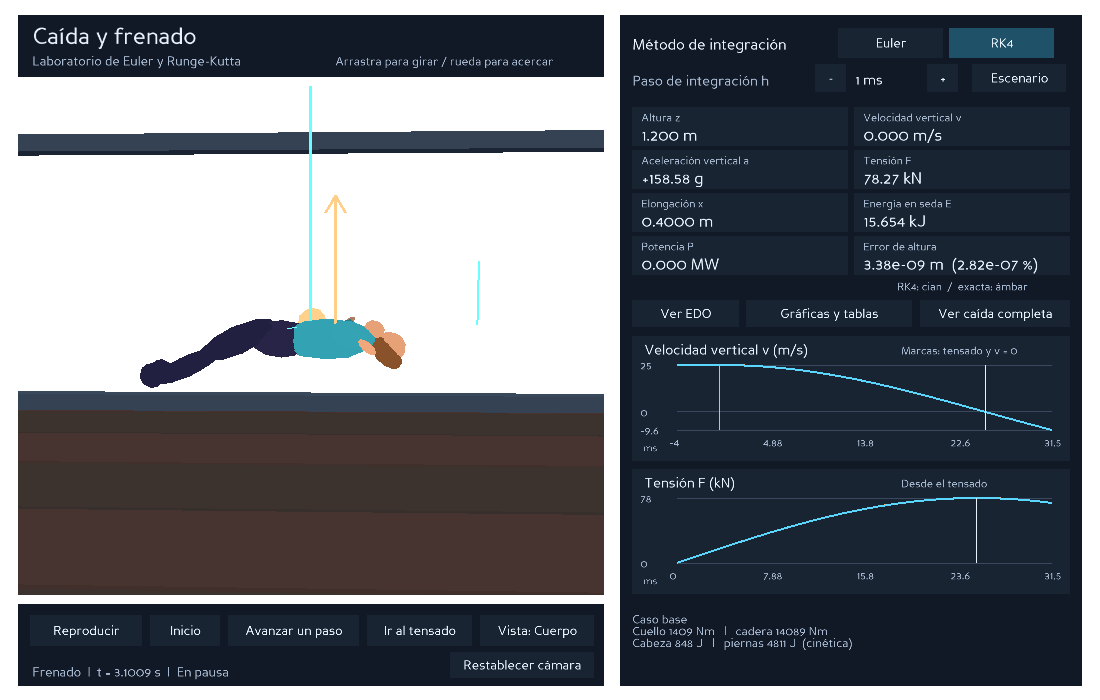 Caída y frenado
Laboratorio de Euler y Runge-Kutta
Arrastra para girar / rueda para acercar
Reproducir
Inicio
Avanzar un paso
Ir al tensado
Vista: Cuerpo
Restablecer cámara
Frenado | t = 3.1009 s | En pausa
Método de integración
Euler
RK4
Paso de integración h
-
1 ms
+
Escenario
Altura z
1.200 m
Velocidad vertical v
0.000 m/s
Aceleración vertical a
+158.58 g
Tensión F
78.27 kN
Elongación x
0.4000 m
Energía en seda E
15.654 kJ
Potencia P
0.000 MW
Error de altura
3.38e-09 m (2.82e-07 %)
RK4: cian / exacta: ámbar
Ver EDO
Gráficas y tablas
Ver caída completa
Velocidad vertical v (m/s)
Marcas: tensado y v = 0
25
0
-9.6
ms
-4
4.88
13.8
22.6
31.5
Tensión F (kN)
Desde el tensado
78
0
ms
0
7.88
15.8
23.6
31.5
Caso base
Cuello 1409 Nm | cadera 14089 Nm
Cabeza 848 J | piernas 4811 J (cinética)